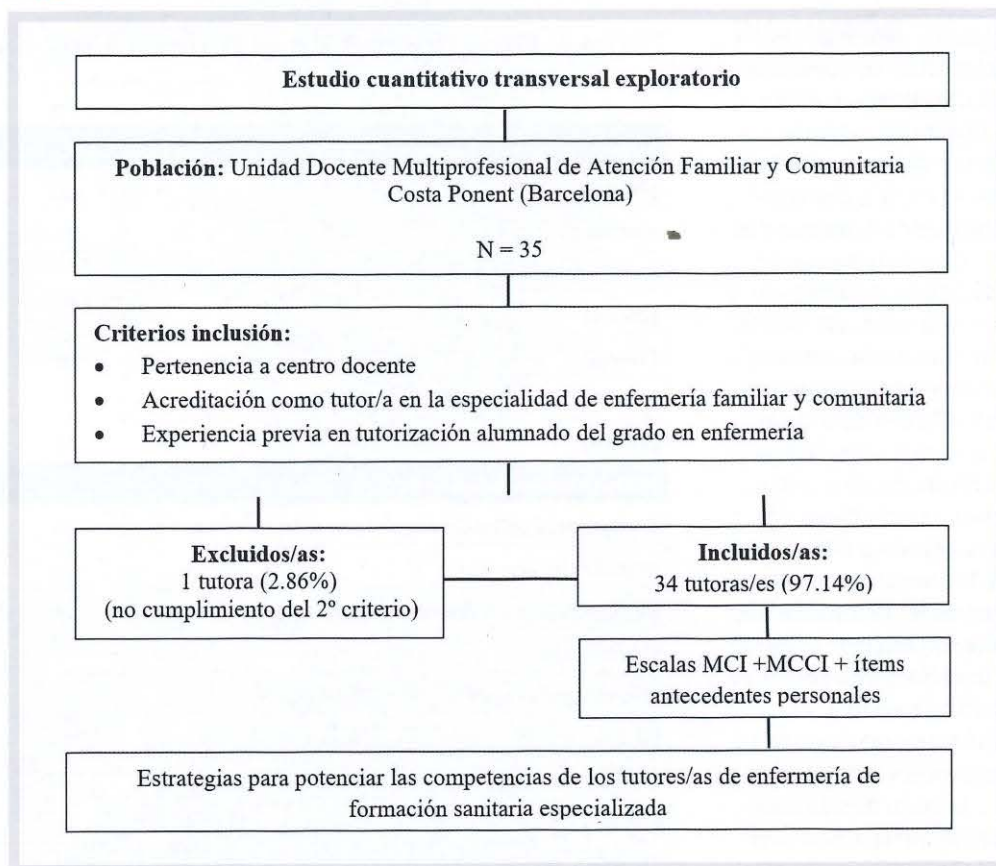 Estudio cuantitativo transversal exploratorio
Población: Unidad Docente Multiprofesional de Atención Familiar y Comunitaria
Costa Ponent (Barcelona)
N = 35
Criterios inclusión:
• Pertenencia a centro docente
• Acreditación como tutor/a en la especialidad de enfermería familiar y comunitaria
• Experiencia previa en tutorización alumnado del grado en enfermería
Excluidos/as:
1 tutora (2.86%)
(no cumplimiento del 2º criterio)
Incluidos/as:
34 tutoras/es (97.14%)
Escalas MCI +MCCI + ítems
antecedentes personales
Estrategias para potenciar las competencias de los tutores/as de enfermería de
formación sanitaria especializada